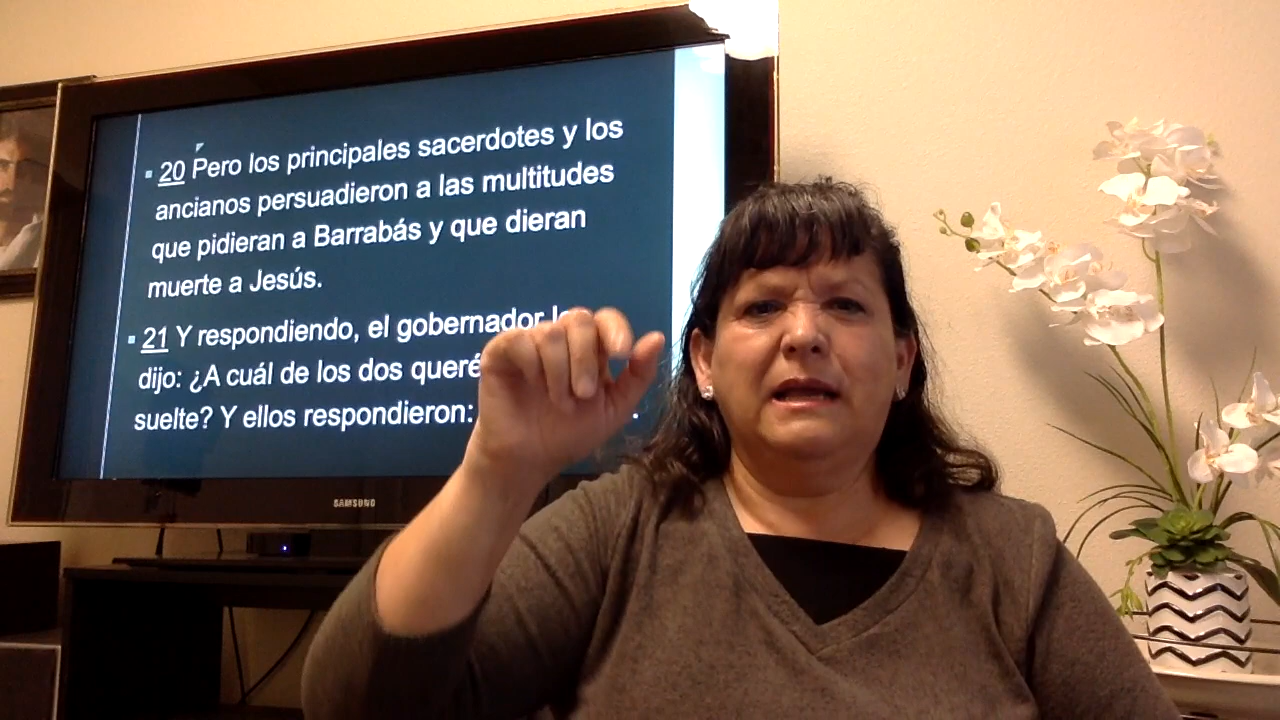 20 Pero los principales sacerdotes y los
ancianos persuadieron a las multitudes
que pidieran a Barrabás y que dieran
muerte a Jesús.
21 Y respondiendo, el gobernador
dijo: ¿A cuál de los dos
suelte? Y ellos respondieron:
SAMSUNG